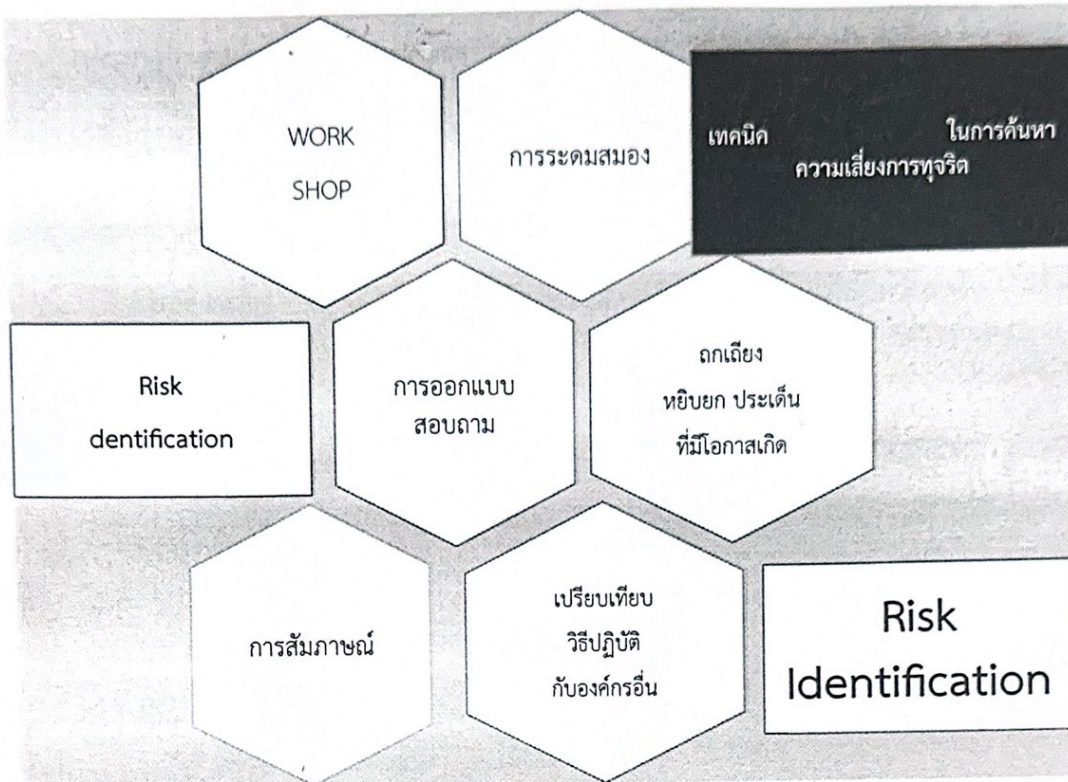 WORK
SHOP
การระดมสมอง
เทคนิค ในการค้นหา
ความเสี่ยงการทุจริต
Risk
dentification
การออกแบบ
สอบถาม
ถกเถียง
หยิบยก ประเด็น
ที่มีโอกาสเกิด
การสัมภาษณ์
เปรียบเทียบ
วิธีปฏิบัติ
กับองค์กรอื่น
Risk
Identification